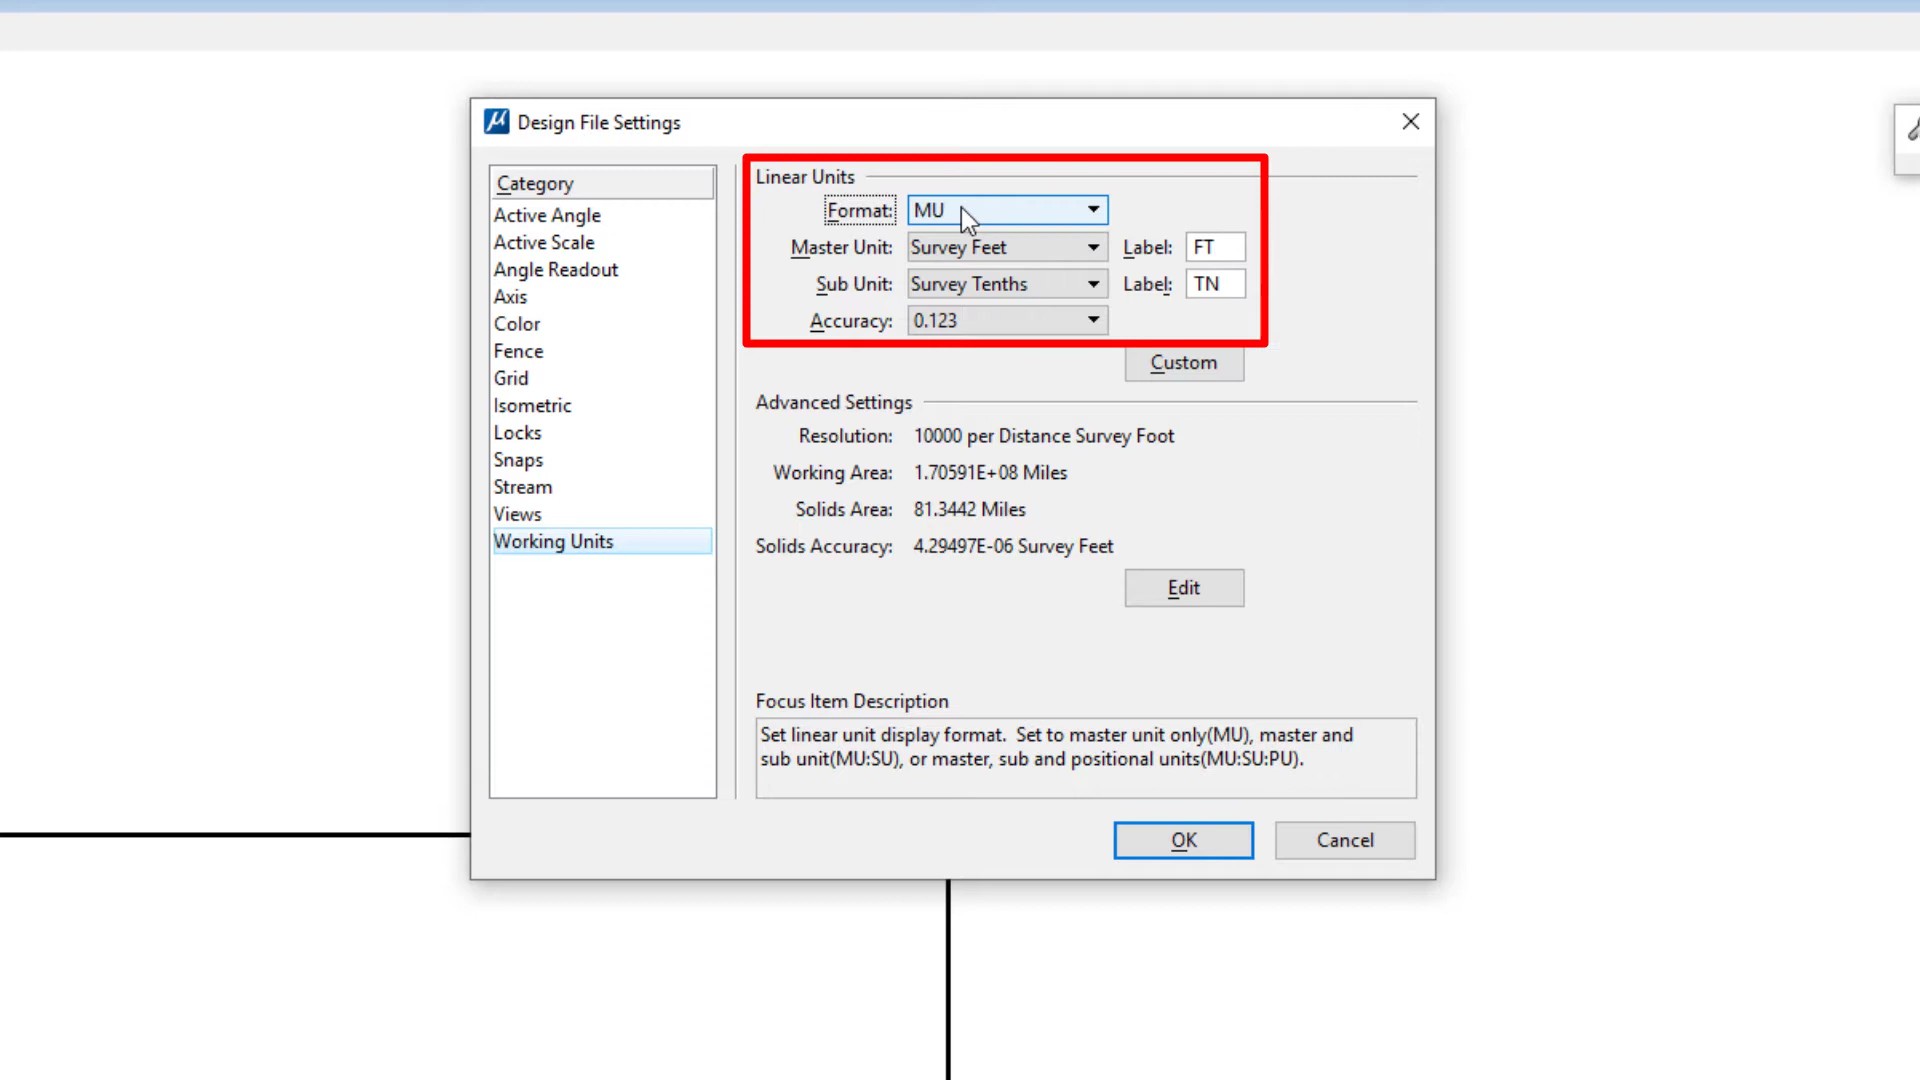 Design File Settings
Category
Active Angle
Active Scale
Angle Readout
Axis
Color
Fence
Grid
Isometric
Locks
Snaps
Stream
Views
Working Units
Linear Units
Format: MU
Master Unit: Survey Feet Label: FT
Sub Unit: Survey Tenths Label: TN
Accuracy: 0.123
Custom
Advanced Settings
Resolution: 10000 per Distance Survey Foot
Working Area: 1.70591E+08 Miles
Solids Area: 81.3442 Miles
Solids Accuracy: 4.29497E-06 Survey Feet
Edit
Focus Item Description
Set linear unit display format. Set to master unit only(MU), master and
sub unit(MU:SU), or master, sub and positional units(MU:SU:PU).
OK Cancel